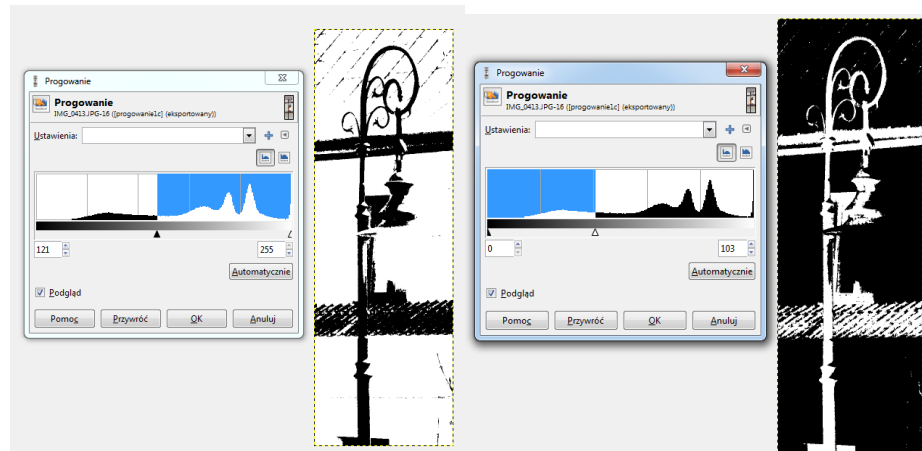 Progowanie
Progowanie
IMG_0413.JPG-16 ([progowanie1c] (eksportowany))
Ustawienia:
121
255
Automatycznie
Podgląd
Pomoc
Przywróć
OK
Anuluj
Progowanie
Progowanie
IMG_0413.JPG-16 ([progowanie1c] (eksportowany))
Ustawienia:
0
103
Automatycznie
Podgląd
Pomoc
Przywróć
OK
Anuluj